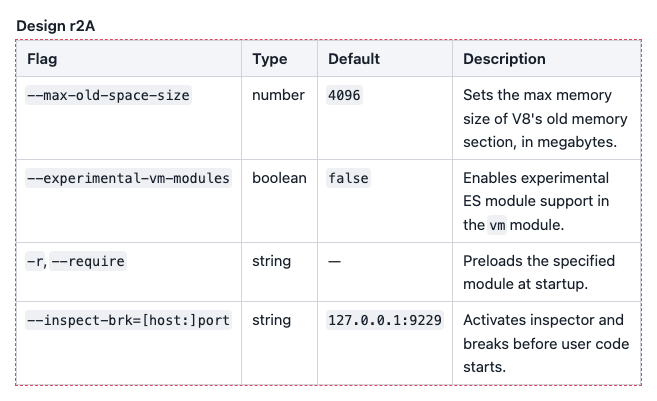 Design r2A
Flag Type Default Description
--max-old-space-size number 4096 Sets the max memory
size of V8's old memory
section, in megabytes.
--experimental-vm-modules boolean false Enables experimental
ES module support in
the vm module.
-r, --require string — Preloads the specified
module at startup.
--inspect-brk=[host:]port string 127.0.0.1:9229 Activates inspector and
breaks before user code
starts.